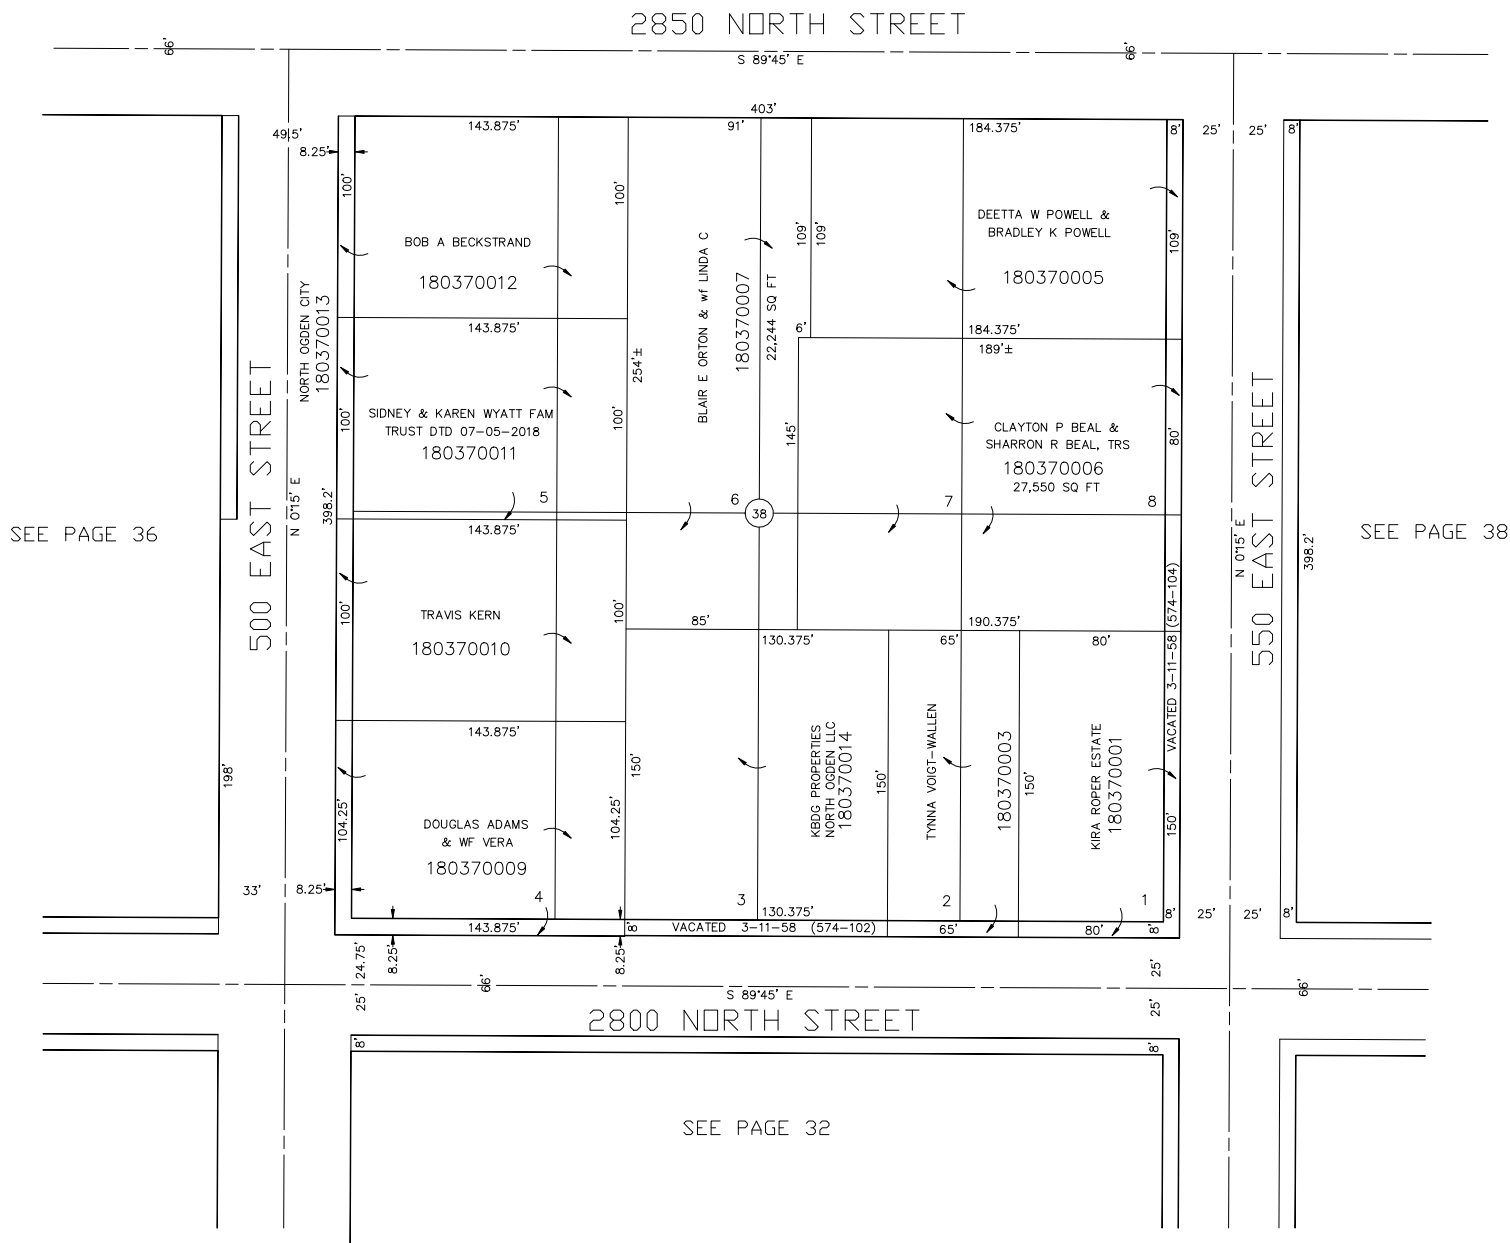 2850 NORTH STREET
66'
66'
S 89°45' E
403'
49.5'
143.875'
91'
184.375'
8'
25'
25'
8'
8.25'
100'
100'
109'
109'
109'
BOB A BECKSTRAND
180370012
BLAIR E ORTON & wf LINDA C
180370007
22,244 SQ FT
DEETTA W POWELL &
BRADLEY K POWELL
180370005
NORTH OGDEN CITY
180370013
143.875'
254'±
6'
184.375'
189'±
500 EAST STREET
N 0°15' E
398.2'
100'
SIDNEY & KAREN WYATT FAM
TRUST DTD 07-05-2018
180370011
100'
145'
CLAYTON P BEAL &
SHARRON R BEAL, TRS
180370006
27,550 SQ FT
80'
550 EAST STREET
N 0°15' E
398.2'
5
6
38
7
8
SEE PAGE 36
SEE PAGE 38
143.875'
100'
TRAVIS KERN
180370010
100'
85'
130.375'
65'
190.375'
80'
VACATED 3-11-58 (574-104)
198'
143.875'
104.25'
DOUGLAS ADAMS
& WF VERA
180370009
104.25'
150'
KBDG PROPERTIES
NORTH OGDEN LLC
180370014
150'
TYNNA VOIGT-WALLEN
180370003
150'
KIRA ROPER ESTATE
180370001
150'
33'
8.25'
4
3
2
1
130.375'
8'
25'
25'
8'
143.875'
8'
VACATED 3-11-58 (574-102)
65'
80'
8'
24.75'
8.25'
8.25'
25'
66'
S 89°45' E
66'
25'
25'
2800 NORTH STREET
8'
8'
SEE PAGE 32